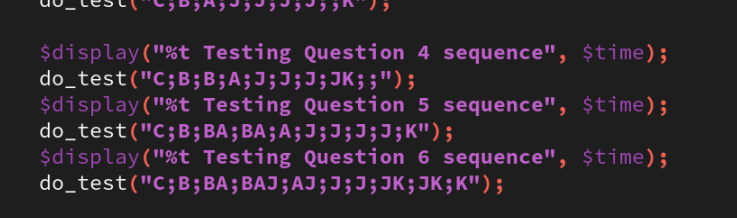 do_test("C;B;A;J;J;J;J;;K");
$display("%t Testing Question 4 sequence", $time);
do_test("C;B;B;A;J;J;J;JK;;");
$display("%t Testing Question 5 sequence", $time);
do_test("C;B;BA;BA;A;J;J;J;J;K");
$display("%t Testing Question 6 sequence", $time);
do_test("C;B;BA;BAJ;AJ;J;J;JK;JK;K");